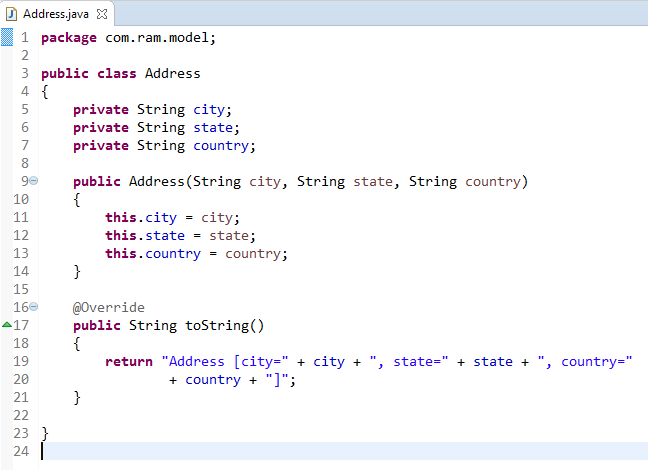 Address.java
1 package com.ram.model;
2
3 public class Address
4 {
5     private String city;
6     private String state;
7     private String country;
8
9     public Address(String city, String state, String country)
10     {
11         this.city = city;
12         this.state = state;
13         this.country = country;
14     }
15
16     @Override
17     public String toString()
18     {
19         return "Address [city=" + city + ", state=" + state + ", country="
20                 + country + "]";
21     }
22
23 }
24